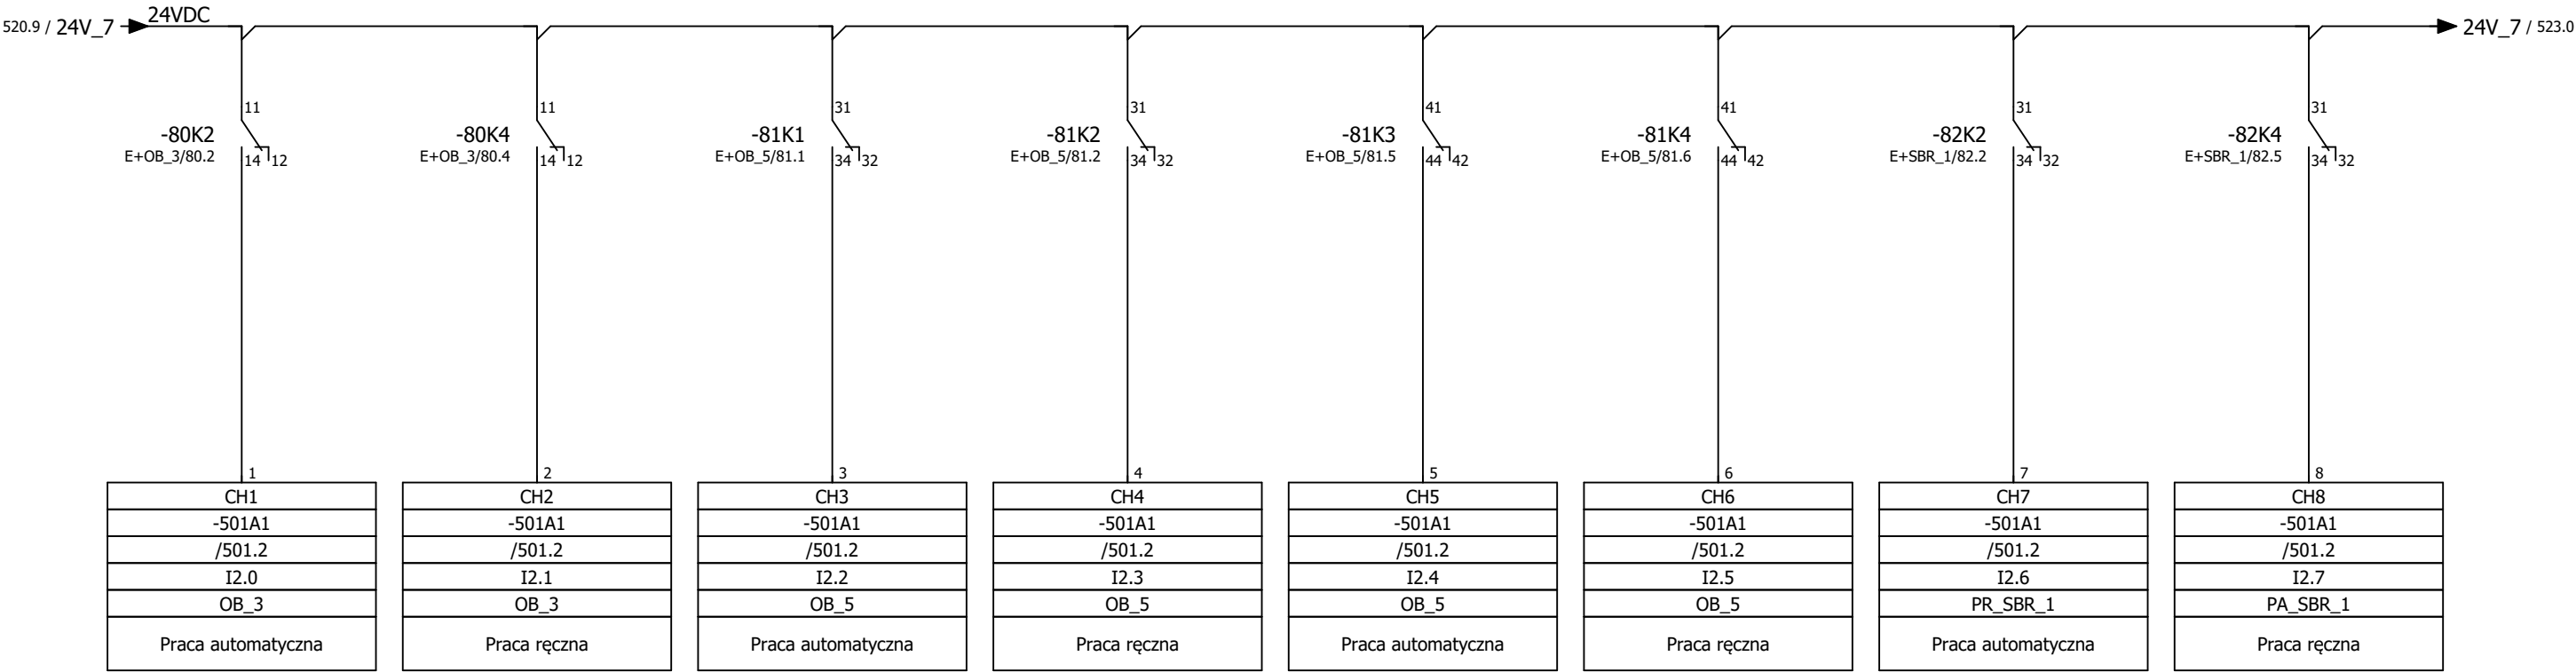 24VDC
520.9 / 24V_7
24V_7 / 523.0
11 11 31 31 41 41 31 31
-80K2 -80K4 -81K1 -81K2 -81K3 -81K4 -82K2 -82K4
E+OB_3/80.2 14 12 E+OB_3/80.4 14 12 E+OB_5/81.1 34 32 E+OB_5/81.2 34 32 E+OB_5/81.5 44 42 E+OB_5/81.6 44 42 E+SBR_1/82.2 34 32 E+SBR_1/82.5 34 32
1 2 3 4 5 6 7 8
CH1 CH2 CH3 CH4 CH5 CH6 CH7 CH8
-501A1 -501A1 -501A1 -501A1 -501A1 -501A1 -501A1 -501A1
/501.2 /501.2 /501.2 /501.2 /501.2 /501.2 /501.2 /501.2
I2.0 I2.1 I2.2 I2.3 I2.4 I2.5 I2.6 I2.7
OB_3 OB_3 OB_5 OB_5 OB_5 OB_5 PR_SBR_1 PA_SBR_1
Praca automatyczna Praca ręczna Praca automatyczna Praca ręczna Praca automatyczna Praca ręczna Praca automatyczna Praca ręczna